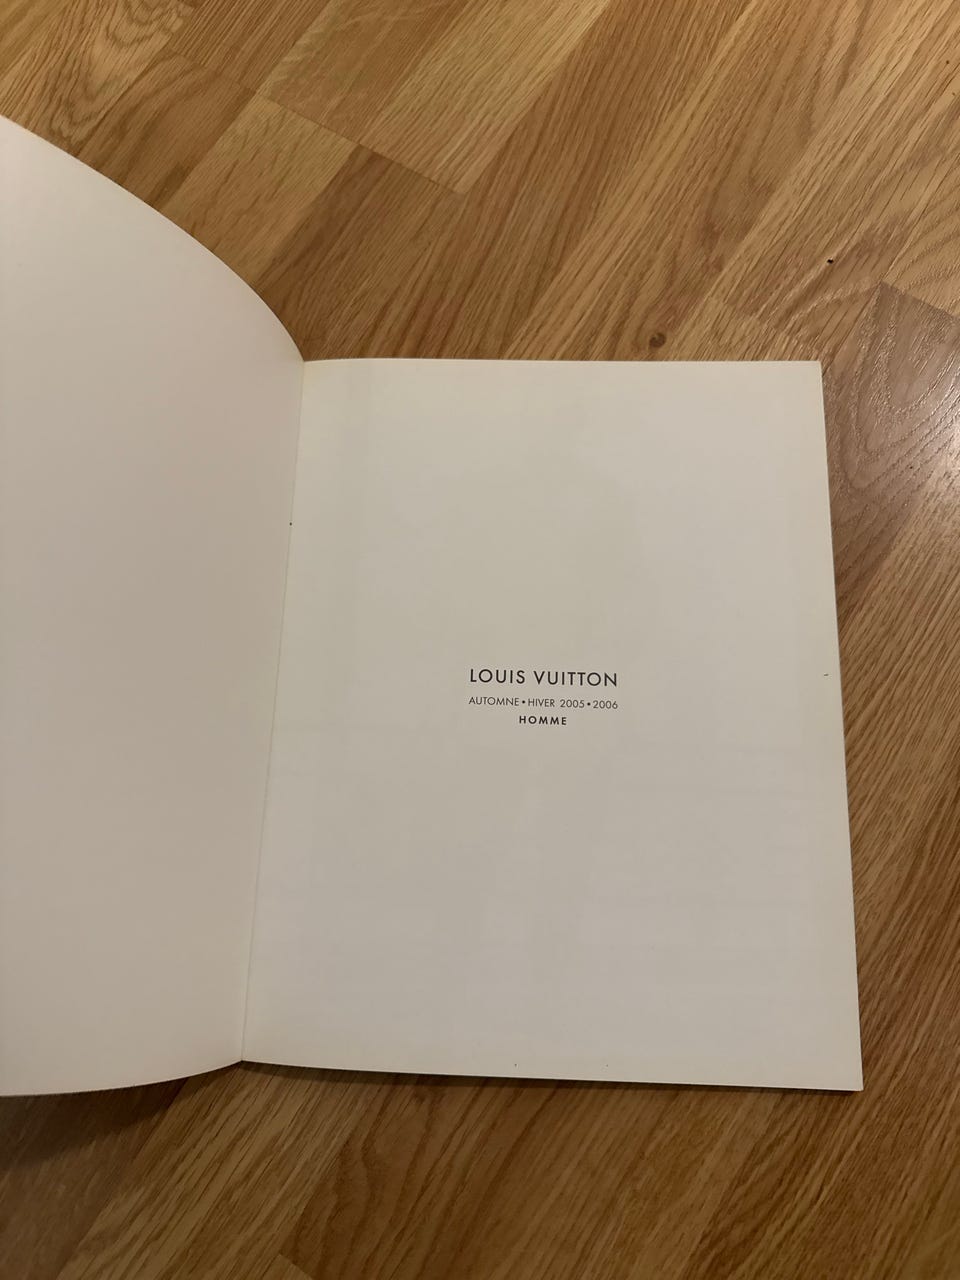 LOUIS VUITTON
AUTOMNE • HIVER 2005 • 2006
HOMME